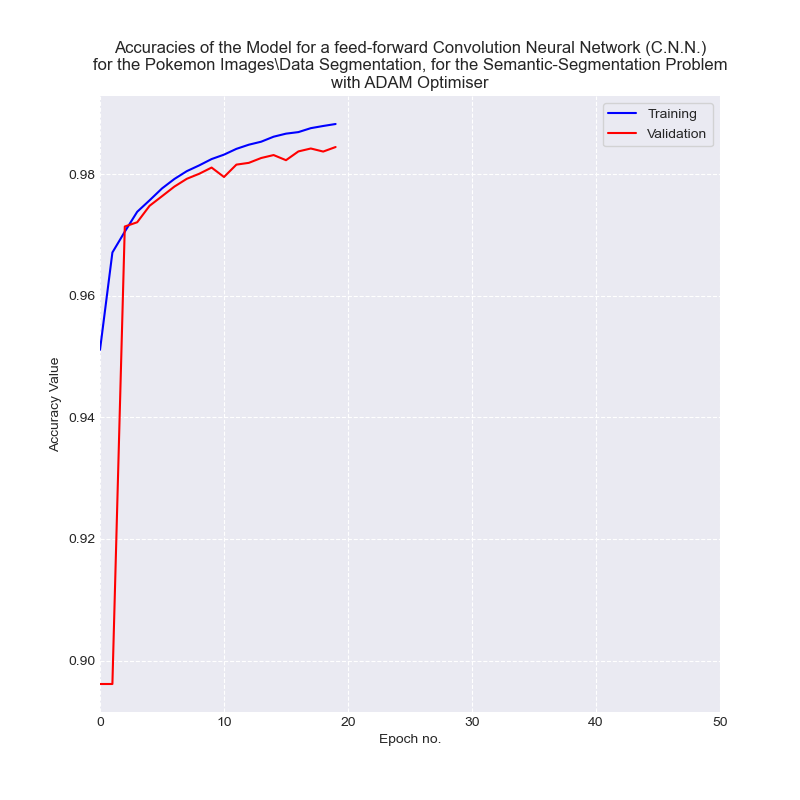 Accuracies of the Model for a feed-forward Convolution Neural Network (C.N.N.)
for the Pokemon Images\Data Segmentation, for the Semantic-Segmentation Problem
with ADAM Optimiser
Training
Validation
0.98
0.96
0.94
0.92
0.90
Accuracy Value
0 10 20 30 40 50
Epoch no.